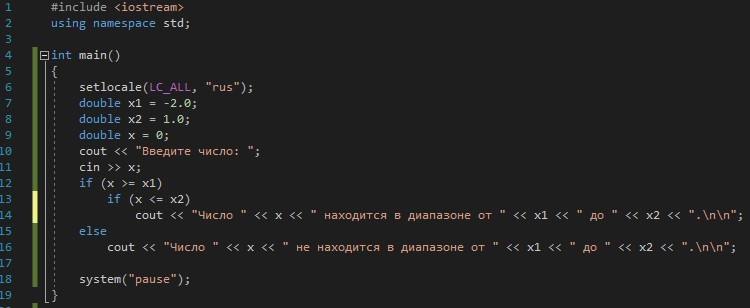 1 #include <iostream>
2 using namespace std;
3
4 int main()
5 {
6 setlocale(LC_ALL, "rus");
7 double x1 = -2.0;
8 double x2 = 1.0;
9 double x = 0;
10 cout << "Введите число: ";
11 cin >> x;
12 if (x >= x1)
13 if (x <= x2)
14 cout << "Число " << x << " находится в диапазоне от " << x1 << " до " << x2 << ".\n\n";
15 else
16 cout << "Число " << x << " не находится в диапазоне от " << x1 << " до " << x2 << ".\n\n";
17
18 system("pause");
19 }